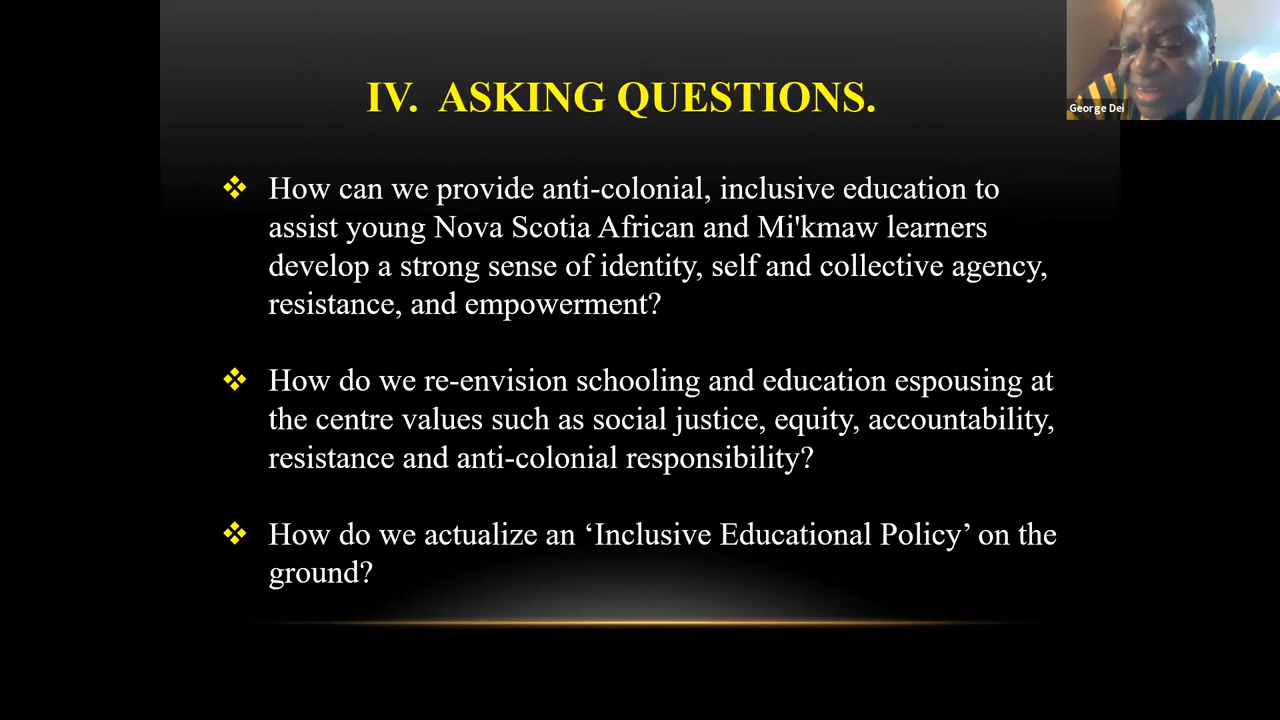 IV. ASKING QUESTIONS.
George Dei
❖ How can we provide anti-colonial, inclusive education to
assist young Nova Scotia African and Mi'kmaw learners
develop a strong sense of identity, self and collective agency,
resistance, and empowerment?
❖ How do we re-envision schooling and education espousing at
the centre values such as social justice, equity, accountability,
resistance and anti-colonial responsibility?
❖ How do we actualize an ‘Inclusive Educational Policy’ on the
ground?